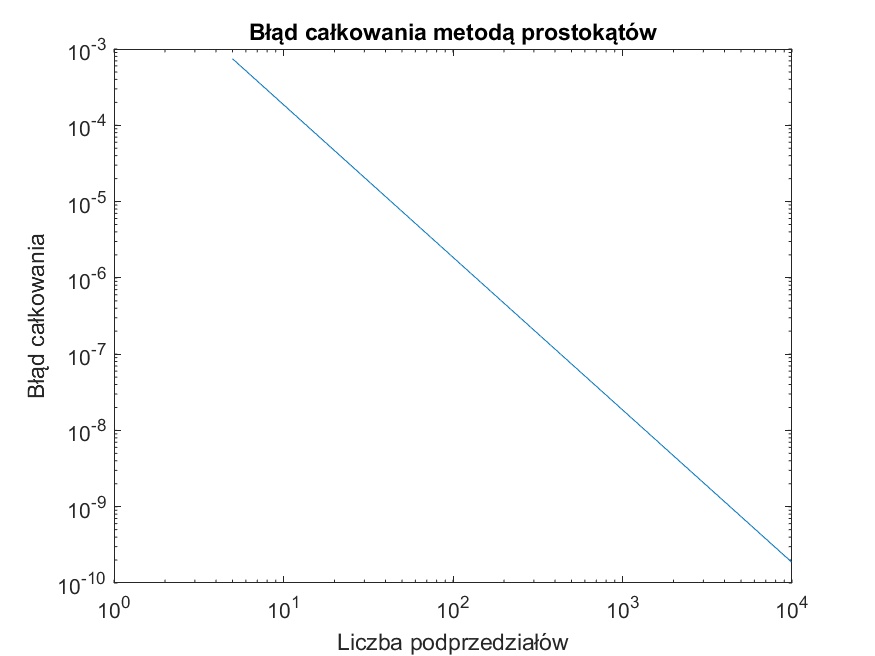 Błąd całkowania metodą prostokątów
Błąd całkowania
10^-3
10^-4
10^-5
10^-6
10^-7
10^-8
10^-9
10^-10
10^0 10^1 10^2 10^3 10^4
Liczba podprzedziałów